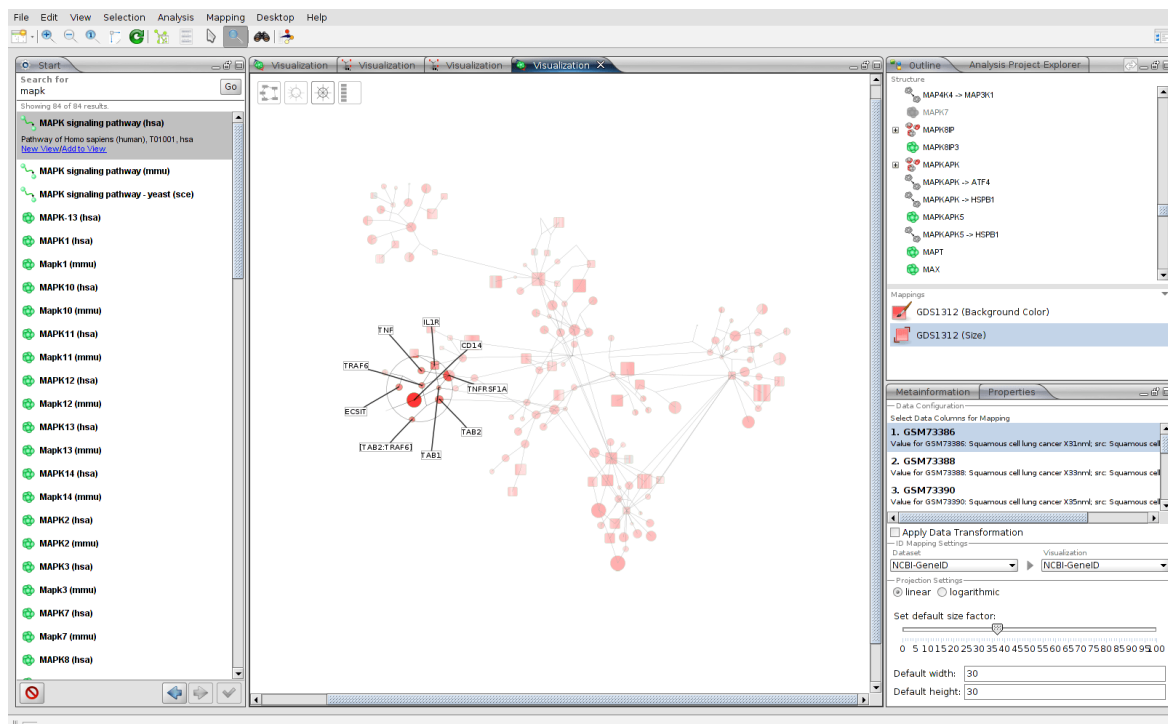 File Edit View Selection Analysis Mapping Desktop Help
Start
Search for
mapk
Go
Showing 84 of 84 results.
MAPK signaling pathway (hsa)
Pathway of Homo sapiens (human), T01001, hsa
New View/Add to View
MAPK signaling pathway (mmu)
MAPK signaling pathway - yeast (sce)
MAPK-13 (hsa)
MAPK1 (hsa)
Mapk1 (mmu)
MAPK10 (hsa)
Mapk10 (mmu)
MAPK11 (hsa)
Mapk11 (mmu)
MAPK12 (hsa)
Mapk12 (mmu)
MAPK13 (hsa)
Mapk13 (mmu)
MAPK14 (hsa)
Mapk14 (mmu)
MAPK2 (hsa)
MAPK2 (mmu)
MAPK3 (hsa)
Mapk3 (mmu)
MAPK7 (hsa)
Mapk7 (mmu)
MAPK8 (hsa)
Visualization Visualization Visualization Visualization X
IL1R
TNF
CD14
TRAF6
TNFRSF1A
ECSIT
TAB2
[TAB2:TRAF6]
TAB1
Outline Analysis Project Explorer
Structure
MAP4K4 -> MAP3K1
MAPK7
MAPK8IP
MAPK8IP3
MAPKAPK
MAPKAPK -> ATF4
MAPKAPK -> HSPB1
MAPKAPK5
MAPKAPK5 -> HSPB1
MAPT
MAX
Mappings
GDS1312 (Background Color)
GDS1312 (Size)
Metainformation Properties
Data Configuration
Select Data Columns for Mapping
1. GSM73386
Value for GSM73386: Squamous cell lung cancer X31nml; src: Squamous cell
2. GSM73388
Value for GSM73388: Squamous cell lung cancer X33nml; src: Squamous cell
3. GSM73390
Value for GSM73390: Squamous cell lung cancer X35nml; src: Squamous cell
Apply Data Transformation
ID Mapping Settings
Dataset Visualization
NCBI-GeneID NCBI-GeneID
Projection Settings
linear logarithmic
Set default size factor:
0 5 10 15 20 25 30 35 40 45 50 55 60 65 70 75 80 85 90 95 100
Default width: 30
Default height: 30